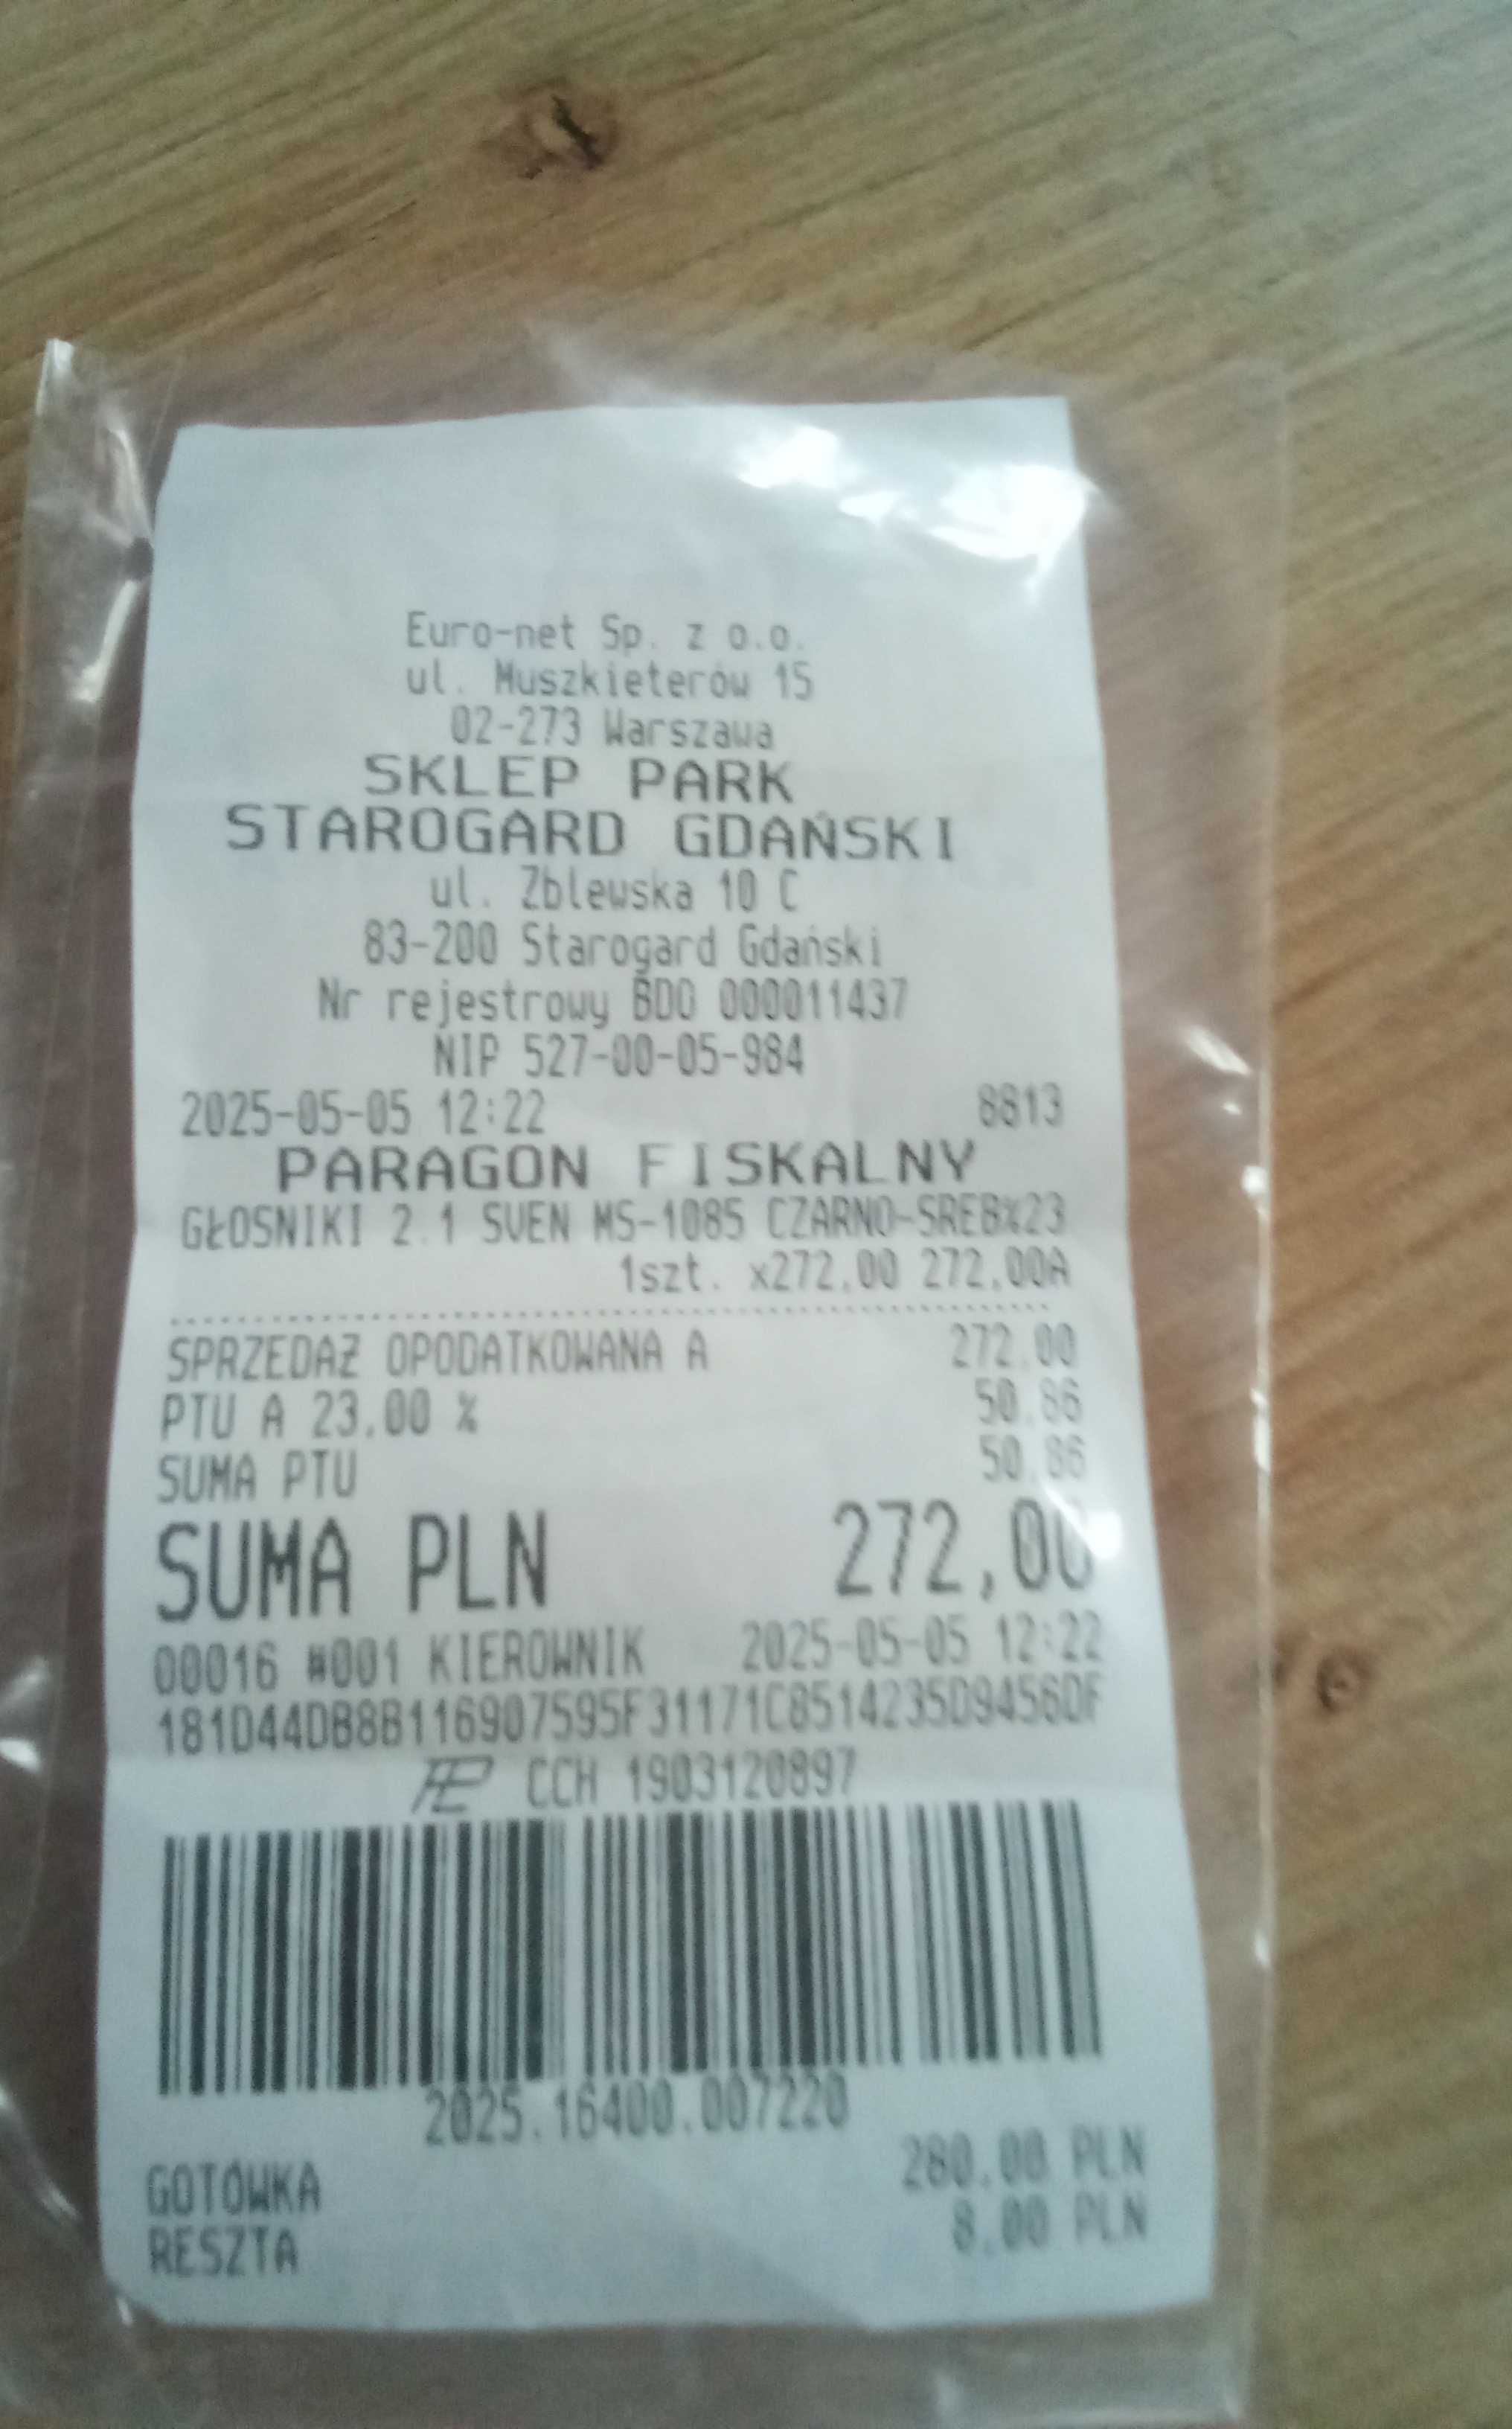 Euro-net Sp. z o.o.
ul. Muszkieterów 15
02-273 Warszawa
SKLEP PARK
STAROGARD GDAŃSKI
ul. Zblewska 10 C
83-200 Starogard Gdański
Nr rejestrowy BDO 000011437
NIP 527-00-05-984
2025-05-05 12:22 8813
PARAGON FISKALNY
GŁOSNIKI 2.1 SVEN MS-1085 CZARNO-SREB%23
1szt. x272,00 272,00A
SPRZEDAŻ OPODATKOWANA A 272,00
PTU A 23,00 % 50,86
SUMA PTU 50,86
SUMA PLN 272,00
00016 #001 KIEROWNIK 2025-05-05 12:22
181D44DB8B116907595F31171C8514235D9456DF
CCH 1903120897
2025.16400.007220
GOTÓWKA 280,00 PLN
RESZTA 8,00 PLN